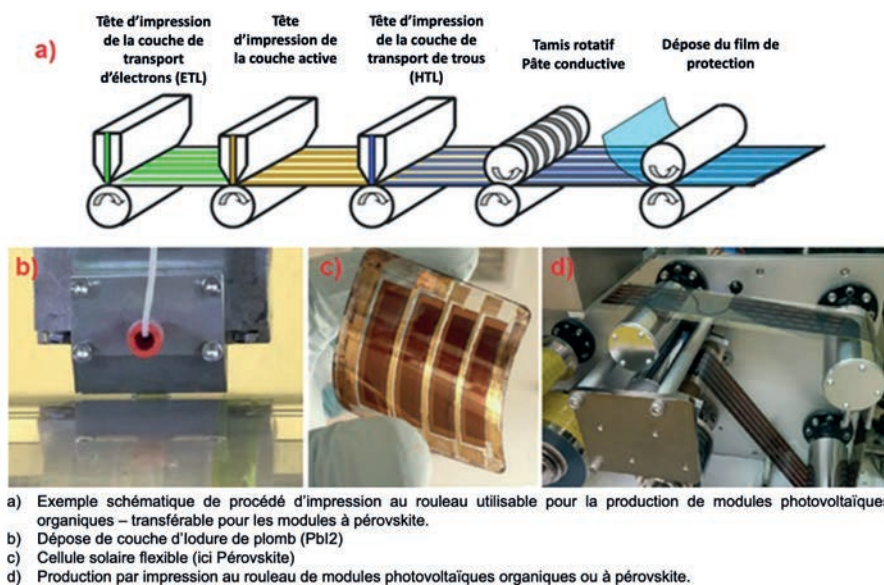 a)
Tête d'impression
de la couche de
transport
d'électrons (ETL)
Tête
d'impression de
la couche active
Tête d'impression
de la couche de
transport de trous
(HTL)
Tamis rotatif
Pâte conductive
Dépose du film de
protection
b)
c)
d)
a) Exemple schématique de procédé d'impression au rouleau utilisable pour la production de modules photovoltaïques
organiques – transférable pour les modules à pérovskite.
b) Dépose de couche d'Iodure de plomb (PbI2)
c) Cellule solaire flexible (ici Pérovskite)
d) Production par impression au rouleau de modules photovoltaïques organiques ou à pérovskite.